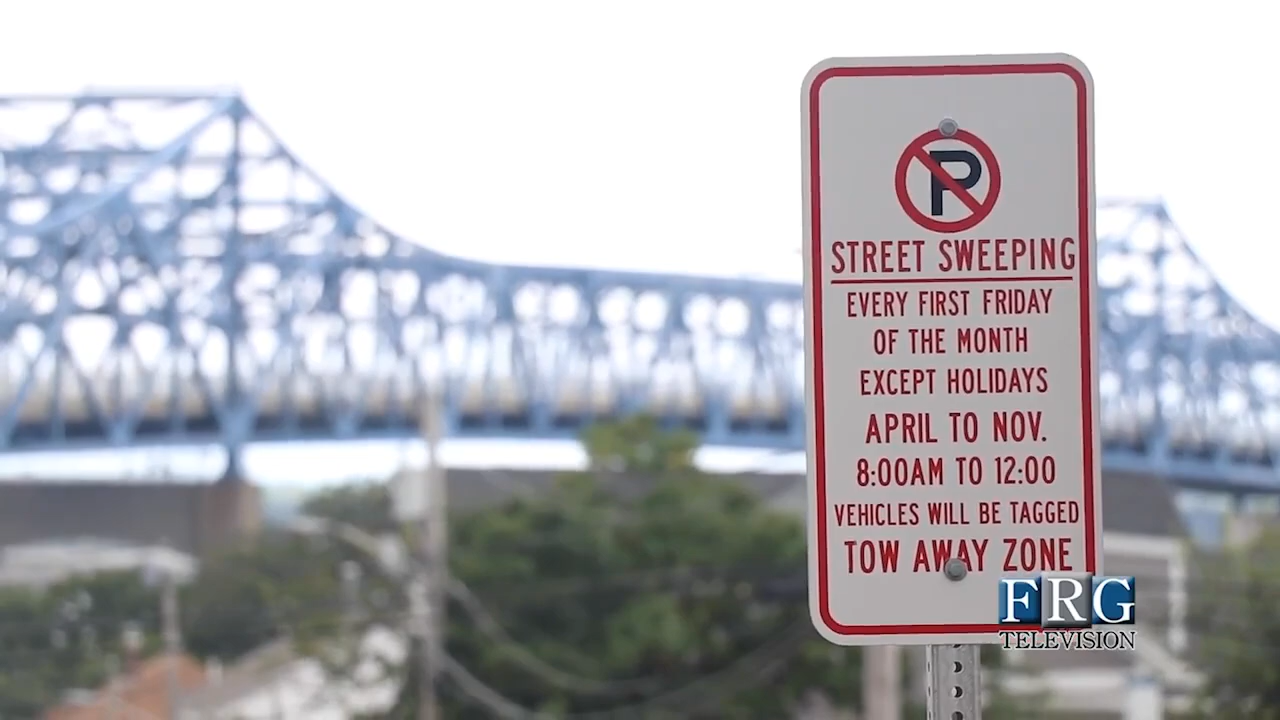 P
STREET SWEEPING
EVERY FIRST FRIDAY
OF THE MONTH
EXCEPT HOLIDAYS
APRIL TO NOV.
8:00AM TO 12:00
VEHICLES WILL BE TAGGED
TOW AWAY ZONE
FRG
TELEVISION